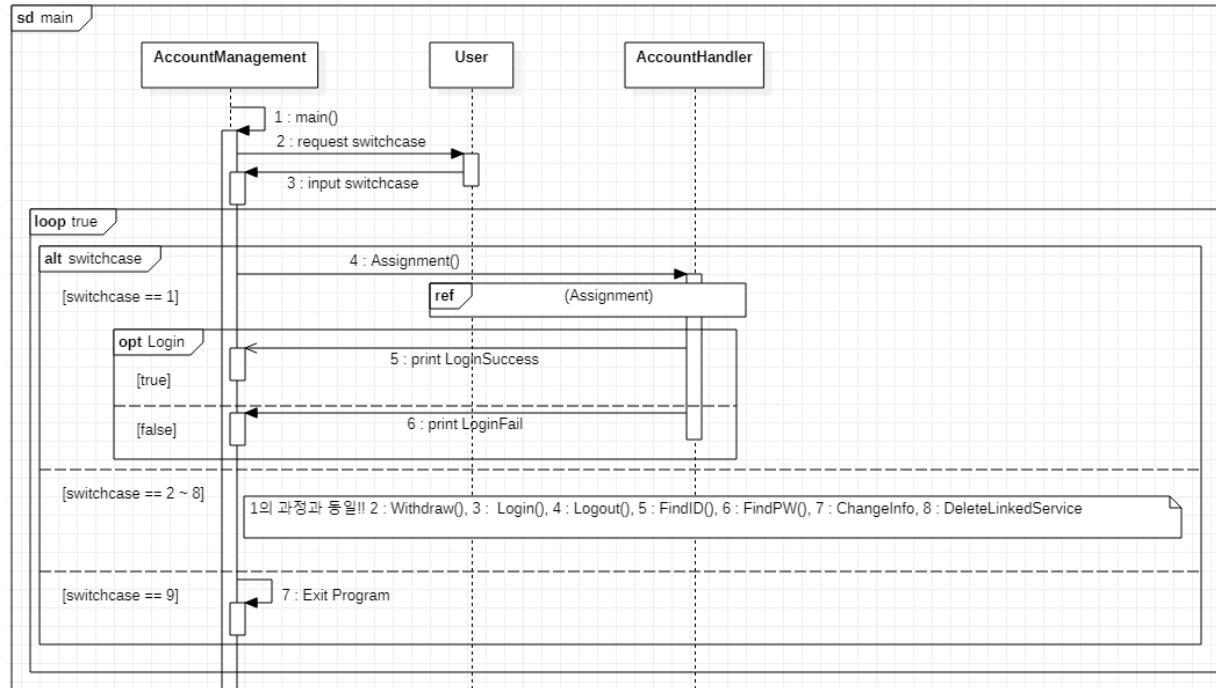 sd main
AccountManagement
User
AccountHandler
1 : main()
2 : request switchcase
3 : input switchcase
loop true
alt switchcase
4 : Assignment()
[switchcase == 1]
ref
(Assignment)
opt Login
5 : print LogInSuccess
[true]
6 : print LoginFail
[false]
[switchcase == 2 ~ 8]
1의 과정과 동일!! 2 : Withdraw(), 3 : Login(), 4 : Logout(), 5 : FindID(), 6 : FindPW(), 7 : ChangeInfo, 8 : DeleteLinkedService
[switchcase == 9]
7 : Exit Program